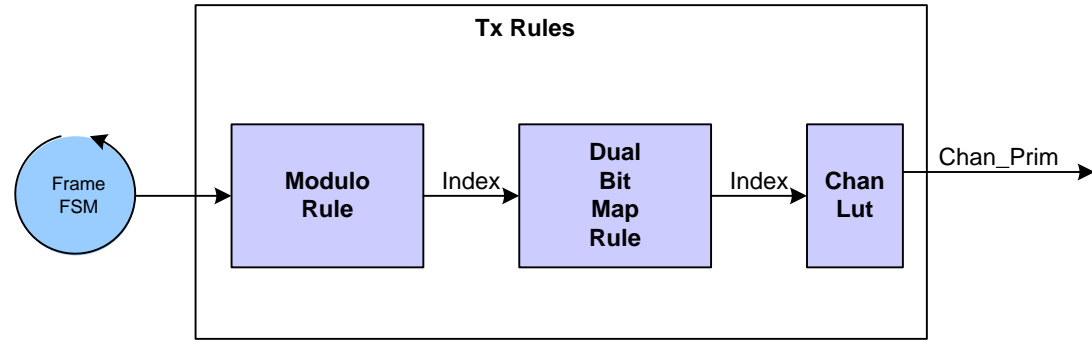 Tx Rules
Frame
FSM
Modulo
Rule
Index
Dual
Bit
Map
Rule
Index
Chan
Lut
Chan_Prim